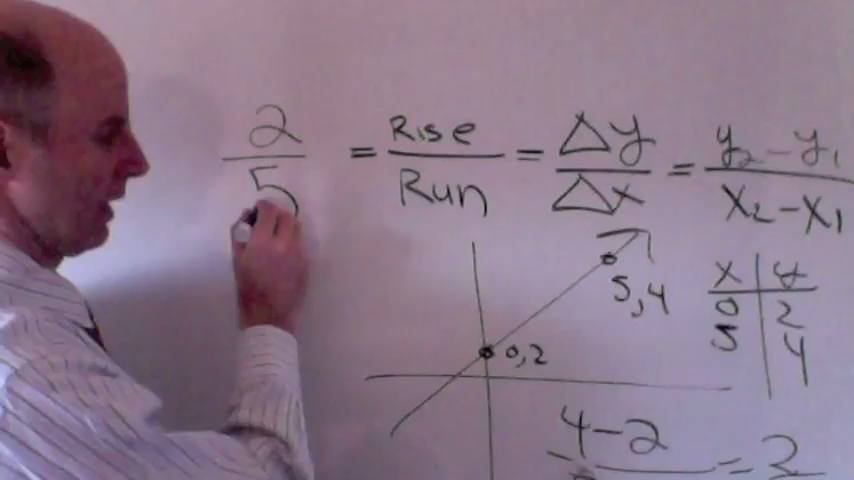 2/5 = Rise/Run = Δy/Δx = y₂-y₁/x₂-x₁
5,4
0,2
x | y
0 | 2
5 | 4
4-2
= 2